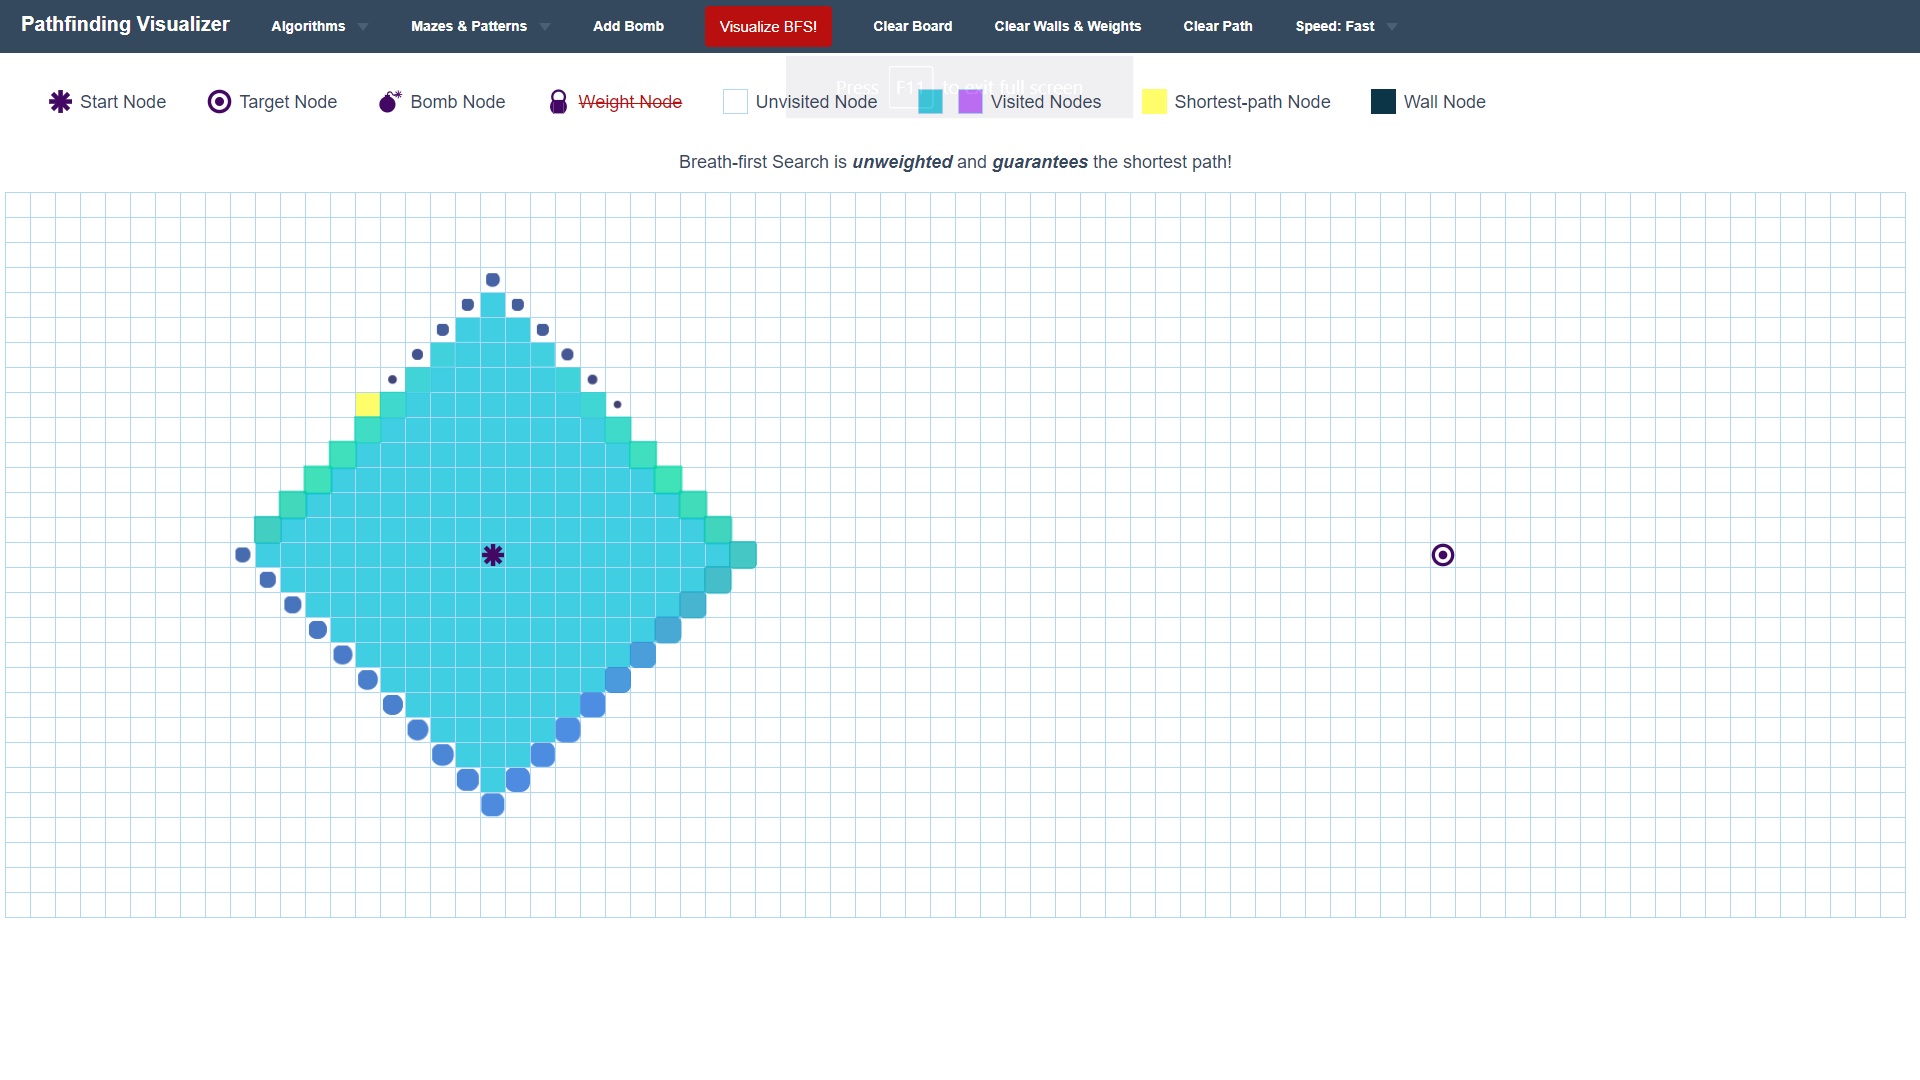 Pathfinding Visualizer Algorithms Mazes & Patterns Add Bomb Visualize BFS! Clear Board Clear Walls & Weights Clear Path Speed: Fast
Press F11 to exit full screen
Start Node Target Node Bomb Node Weight Node Unvisited Node Visited Nodes Shortest-path Node Wall Node
Breath-first Search is unweighted and guarantees the shortest path!